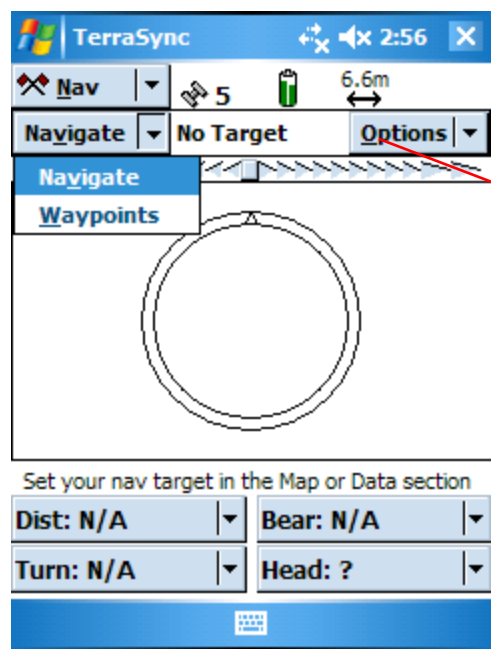 TerraSync 2:56
Nav 5 6.6m
Navigate No Target Options
Navigate
Waypoints
Set your nav target in the Map or Data section
Dist: N/A Bear: N/A
Turn: N/A Head: ?